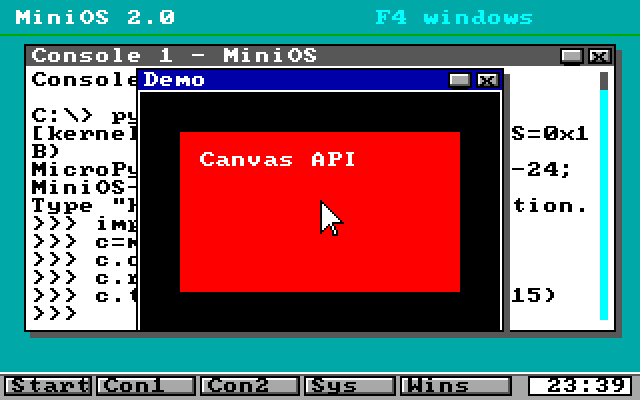 MiniOS 2.0 F4 windows
Console 1 - MiniOS
Console
Demo
C:\> py
[kernel S=0x1
B)
MicroPy -24;
MiniOS-
Type "H tion.
>>> imp
>>> c=m
>>> c.c
>>> c.r
>>> c.t 15)
>>>
Canvas API
Start Con1 Con2 Sys Wins 23:39